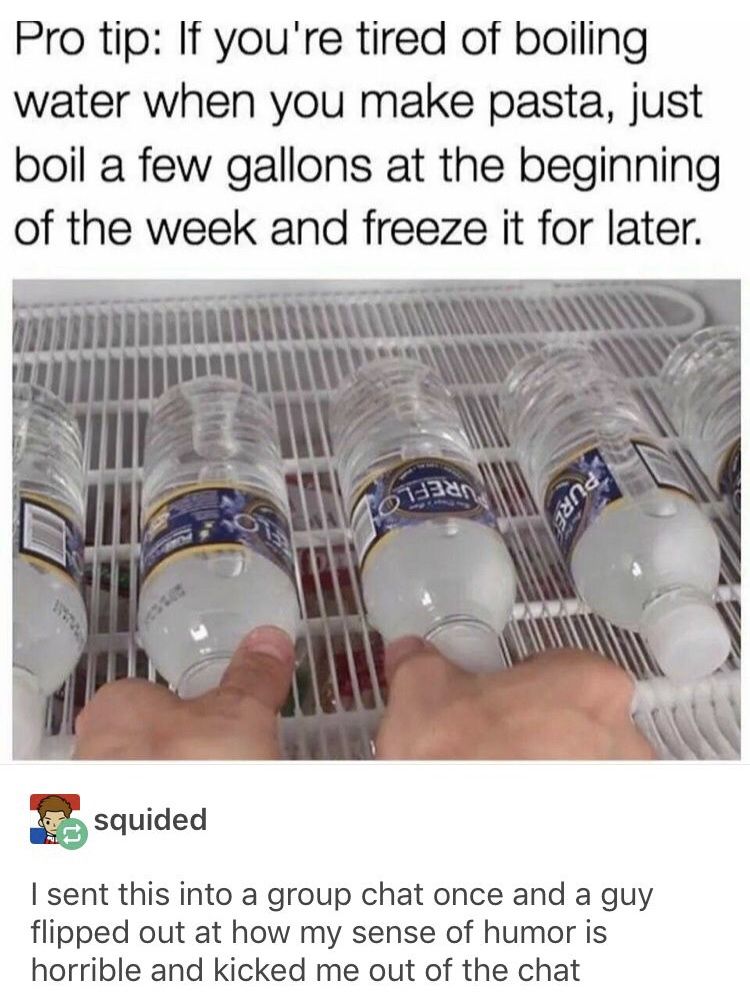 Pro tip: If you're tired of boiling
water when you make pasta, just
boil a few gallons at the beginning
of the week and freeze it for later.
PUREFLO
PURE
squided
I sent this into a group chat once and a guy
flipped out at how my sense of humor is
horrible and kicked me out of the chat